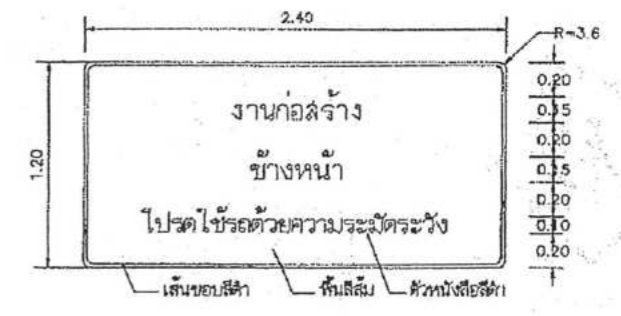 2.40
R=3.6
1.20
งานก่อสร้าง
ข้างหน้า
โปรดใช้รถด้วยความระมัดระวัง
0.20
0.15
0.20
0.15
0.20
0.10
0.20
เส้นขอบสีดำ
พื้นสีส้ม
ตัวหนังสือสีดำ